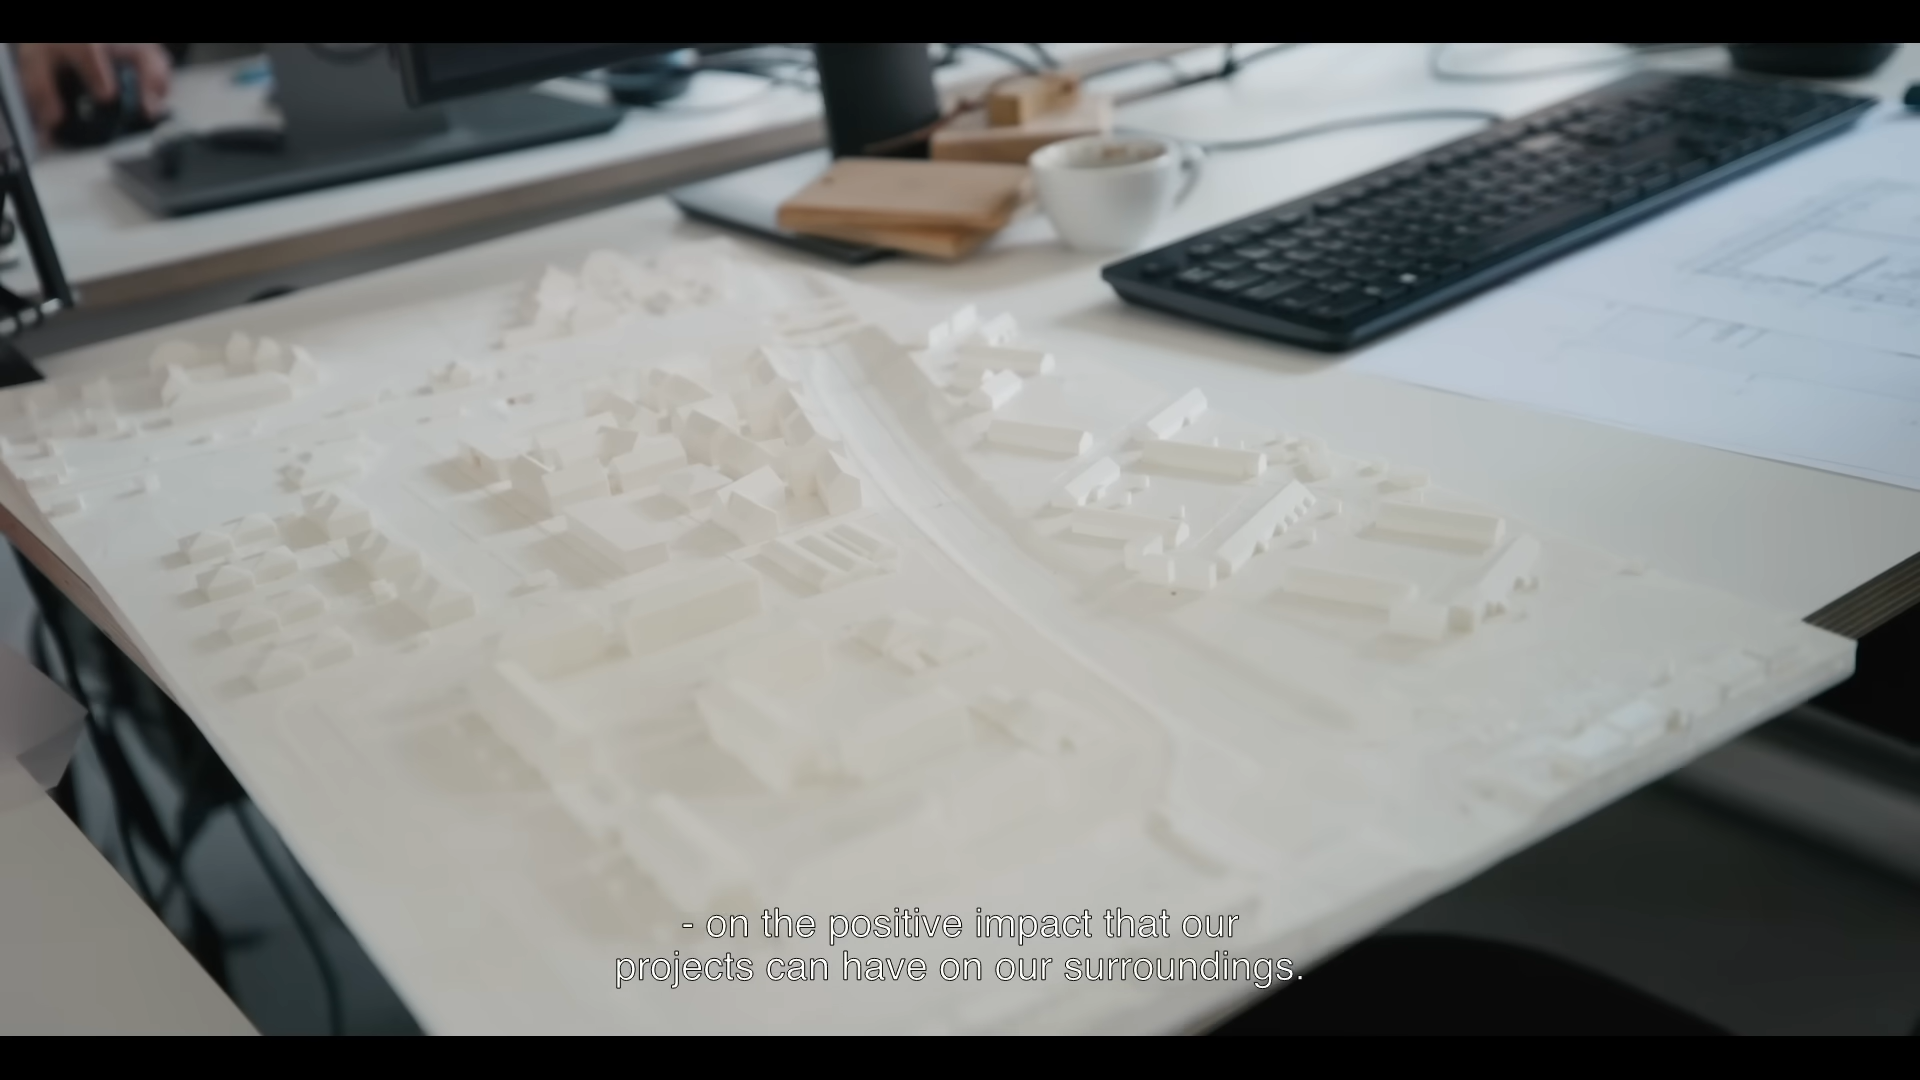 - on the positive impact that our
projects can have on our surroundings.